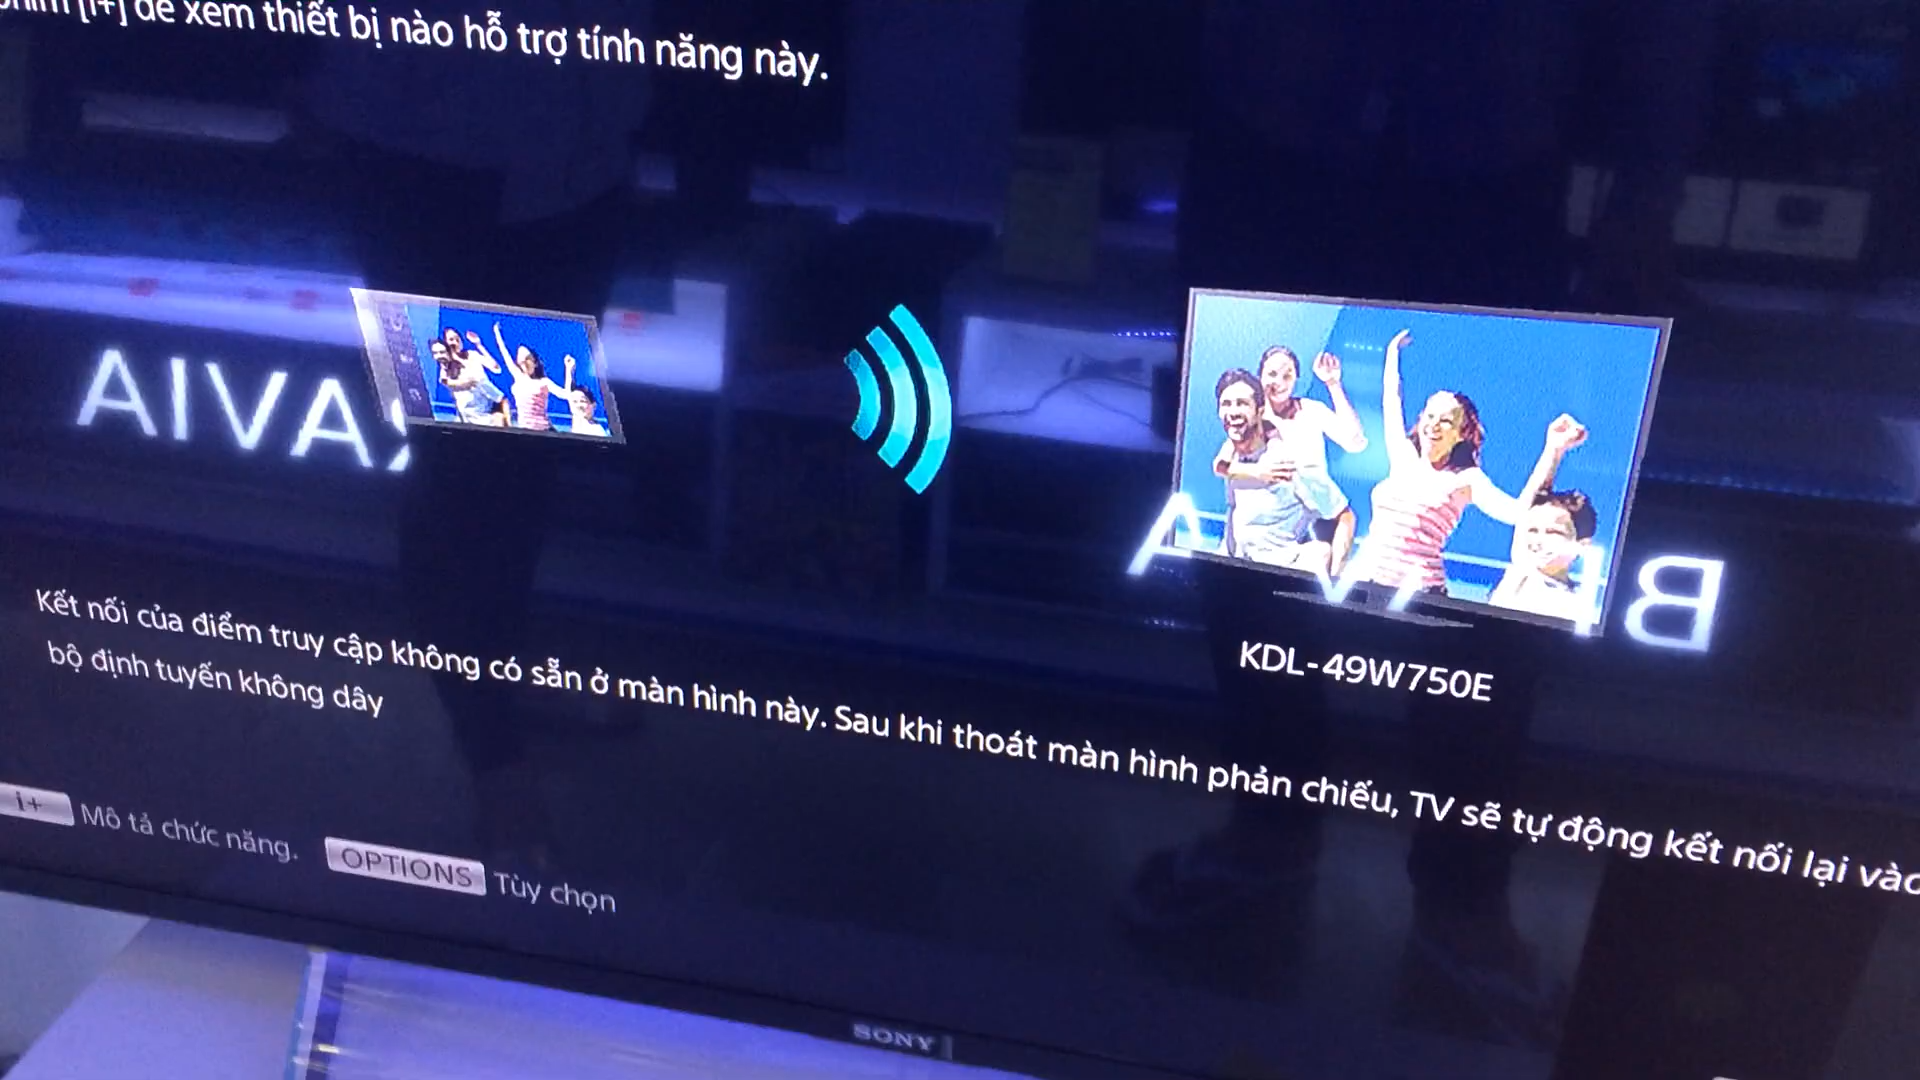 [i+] để xem thiết bị nào hỗ trợ tính năng này.
KDL-49W750E
Kết nối của điểm truy cập không có sẵn ở màn hình này. Sau khi thoát màn hình phản chiếu, TV sẽ tự động kết nối lại vào
bộ định tuyến không dây
i+ Mô tả chức năng. OPTIONS Tùy chọn
SONY